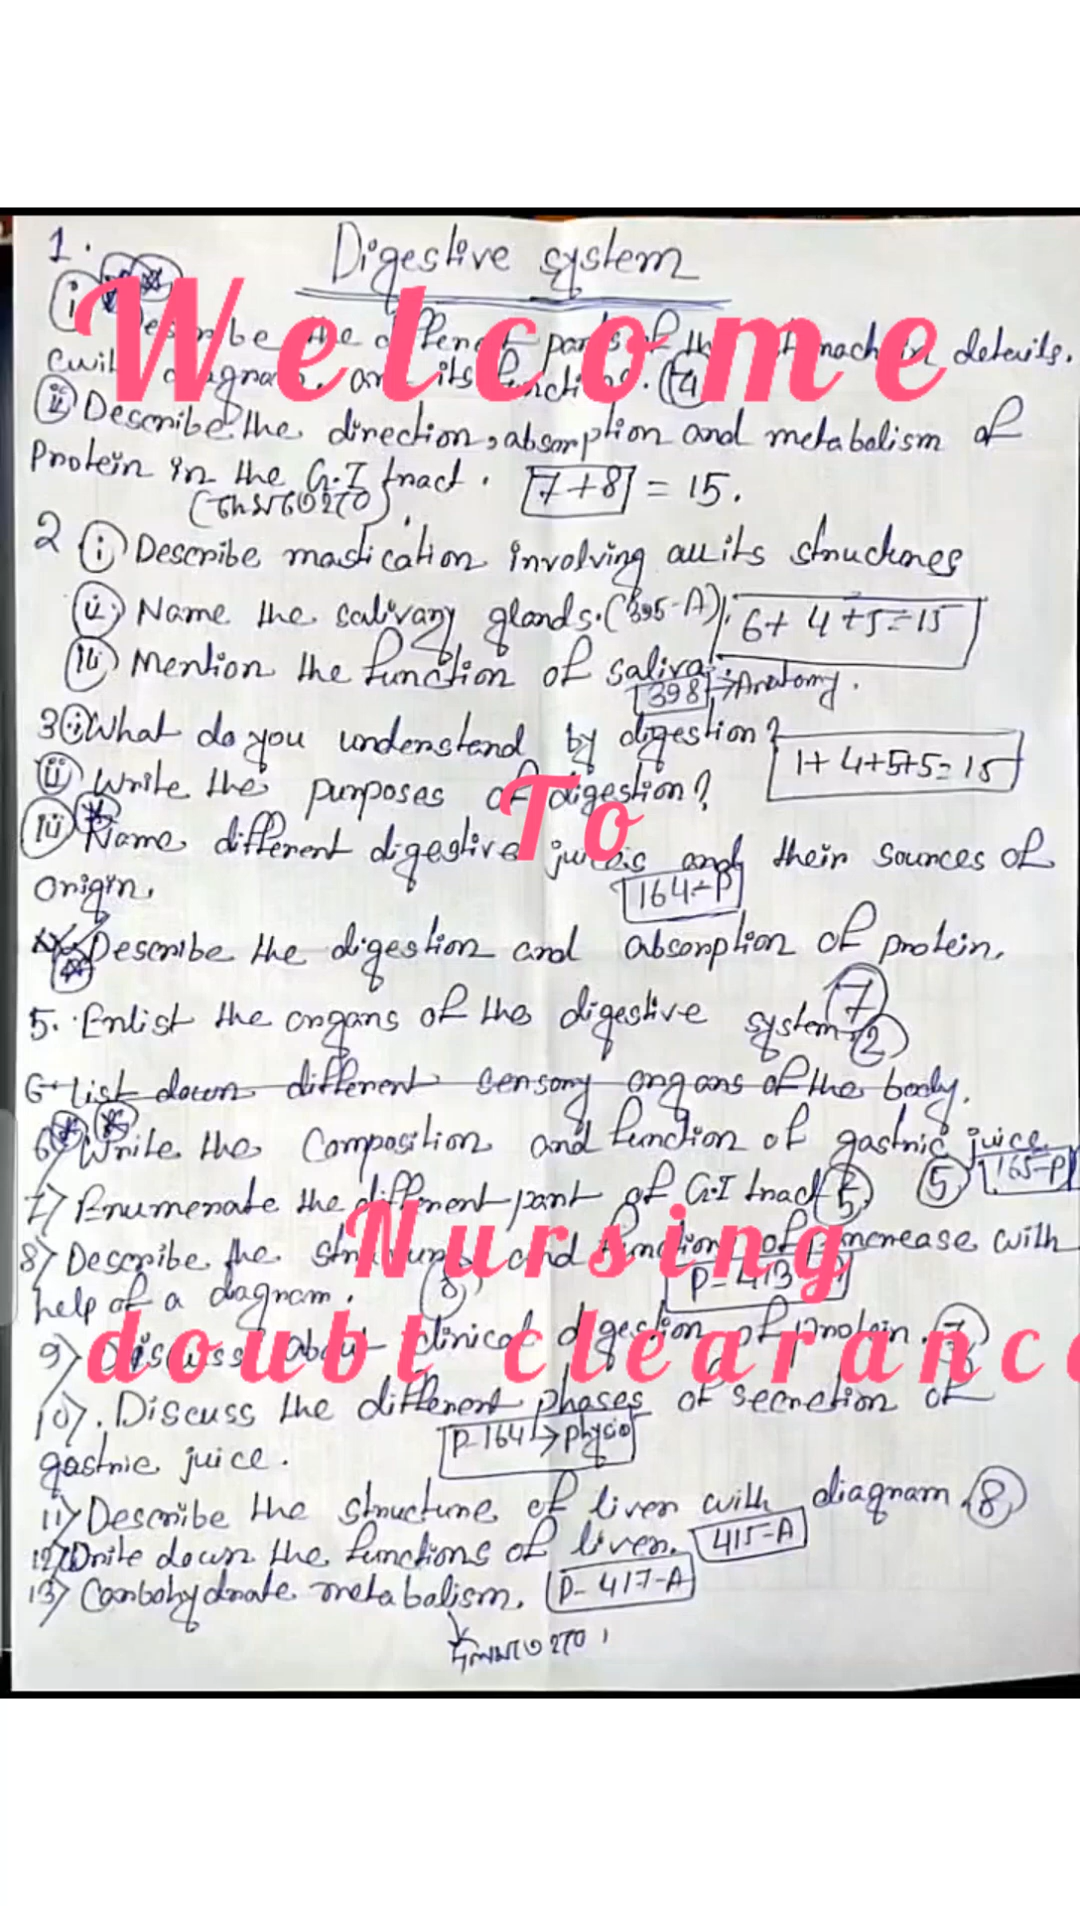 1. Digestive system
Welcome
(i) Describe the different parts of the stomach in details.
diagram. and its functions.
(ii) Describe the direction, absorption and metabolism of
Protein in the G.I tract. 7+8 = 15.
2 (i) Describe mastication involving all its structures
(ii) Name the salivary glands. (395-A) 6+4+5=15
(iii) Mention the function of saliva.
398 → Anatomy.
3 (i) What do you understand by digestion?
1+4+5+5=15
(ii) Write the purposes of digestion?
To
(iii) Name different digestive juices and their sources of
origin. 164-P
Describe the digestion and absorption of protein.
7
5. Enlist the organs of the digestive system. 2
6. List down different sensory organs of the body.
6) Write the Composition and function of gastric juice
5 165-P
7) Enumerate the different part of G.I tract 5
Nursing
8) Describe the structure and function of pancrease with
help of a diagram. 8 P-413
doubt clearance
9) Discuss about clinical digestion of protein. 7
10). Discuss the different phases of secretion of
gastric juice. P-164 → physio
11) Describe the structure of liver with diagram 8
12) Write down the functions of liver. 415-A
13) Carbohydrate metabolism. P-417-A